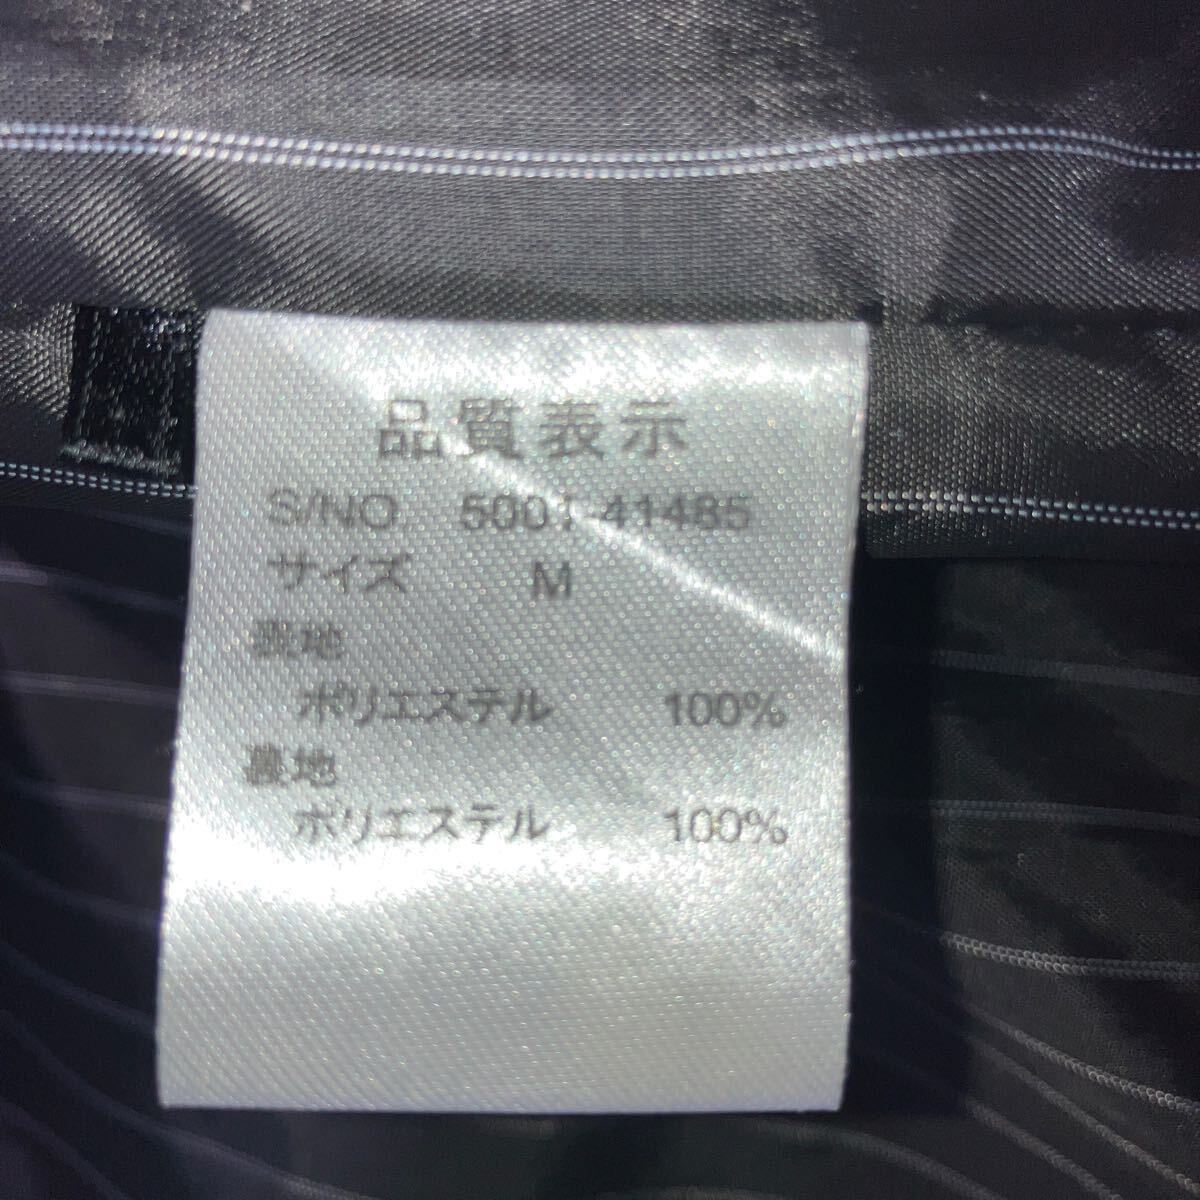 品質表示
S/NO 5001-41485
サイズ M
表地
ポリエステル 100%
裏地
ポリエステル 100%